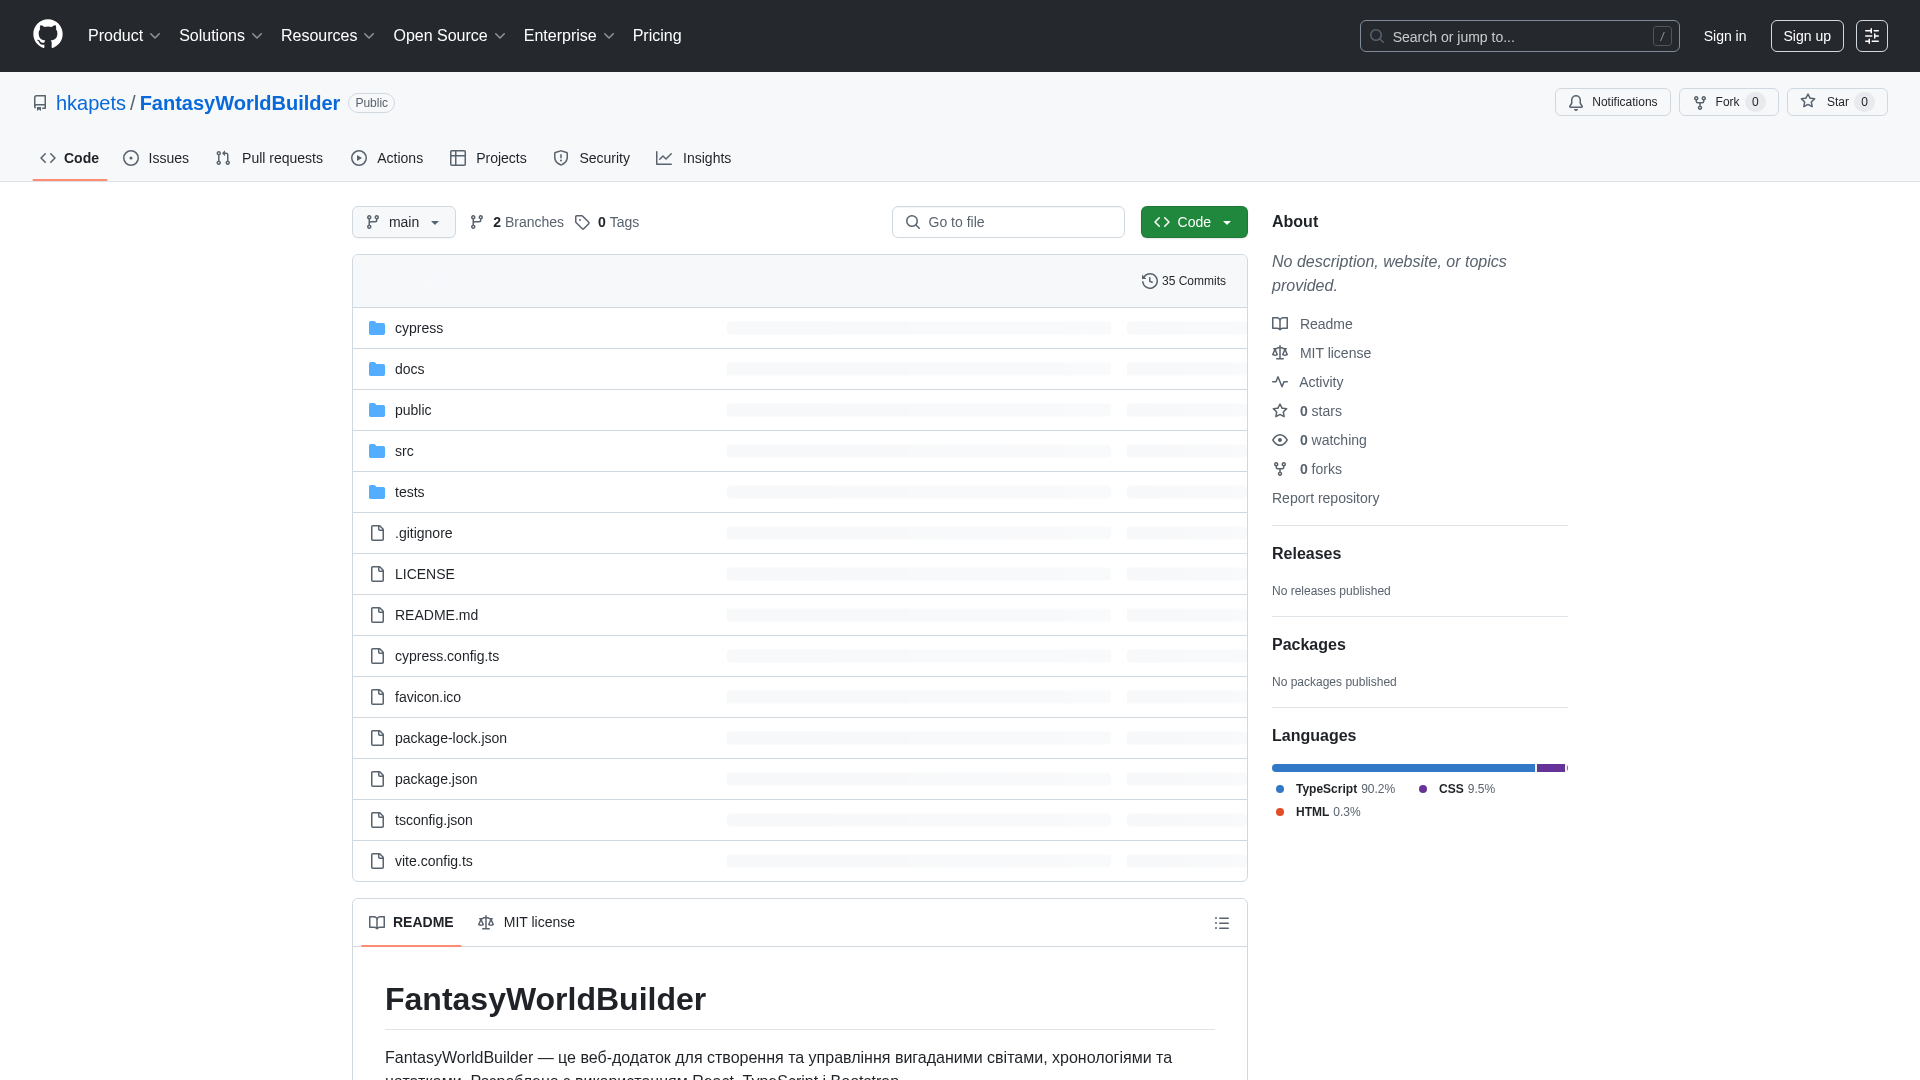 Product Solutions Resources Open Source Enterprise Pricing Search or jump to... / Sign in Sign up
hkapets / FantasyWorldBuilder Public Notifications Fork 0 Star 0
Code Issues Pull requests Actions Projects Security Insights
main 2 Branches 0 Tags Go to file Code
35 Commits
cypress
docs
public
src
tests
.gitignore
LICENSE
README.md
cypress.config.ts
favicon.ico
package-lock.json
package.json
tsconfig.json
vite.config.ts
README MIT license
FantasyWorldBuilder
FantasyWorldBuilder — це веб-додаток для створення та управління вигаданими світами, хронологіями та
нотатками. Розроблено з використанням React, TypeScript і Bootstrap.
About
No description, website, or topics
provided.
Readme
MIT license
Activity
0 stars
0 watching
0 forks
Report repository
Releases
No releases published
Packages
No packages published
Languages
TypeScript 90.2% CSS 9.5%
HTML 0.3%